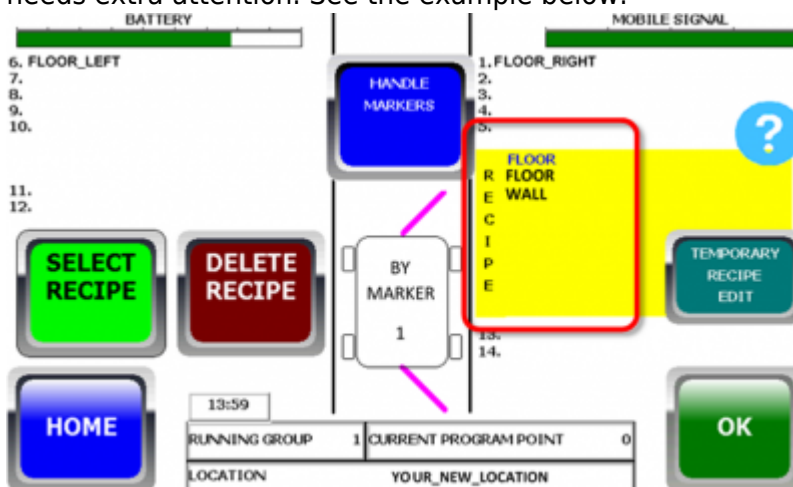 needs extra attention. See the example below:
BATTERY
MOBILE SIGNAL
6. FLOOR_LEFT
7.
8.
9.
10.
11.
12.
HANDLE
MARKERS
1. FLOOR_RIGHT
2.
3.
4.
5.
?
RECIPE
FLOOR
FLOOR
WALL
TEMPORARY
RECIPE
EDIT
13.
14.
SELECT
RECIPE
DELETE
RECIPE
BY
MARKER
1
HOME
13:59
RUNNING GROUP 1
CURRENT PROGRAM POINT 0
LOCATION YOUR_NEW_LOCATION
OK